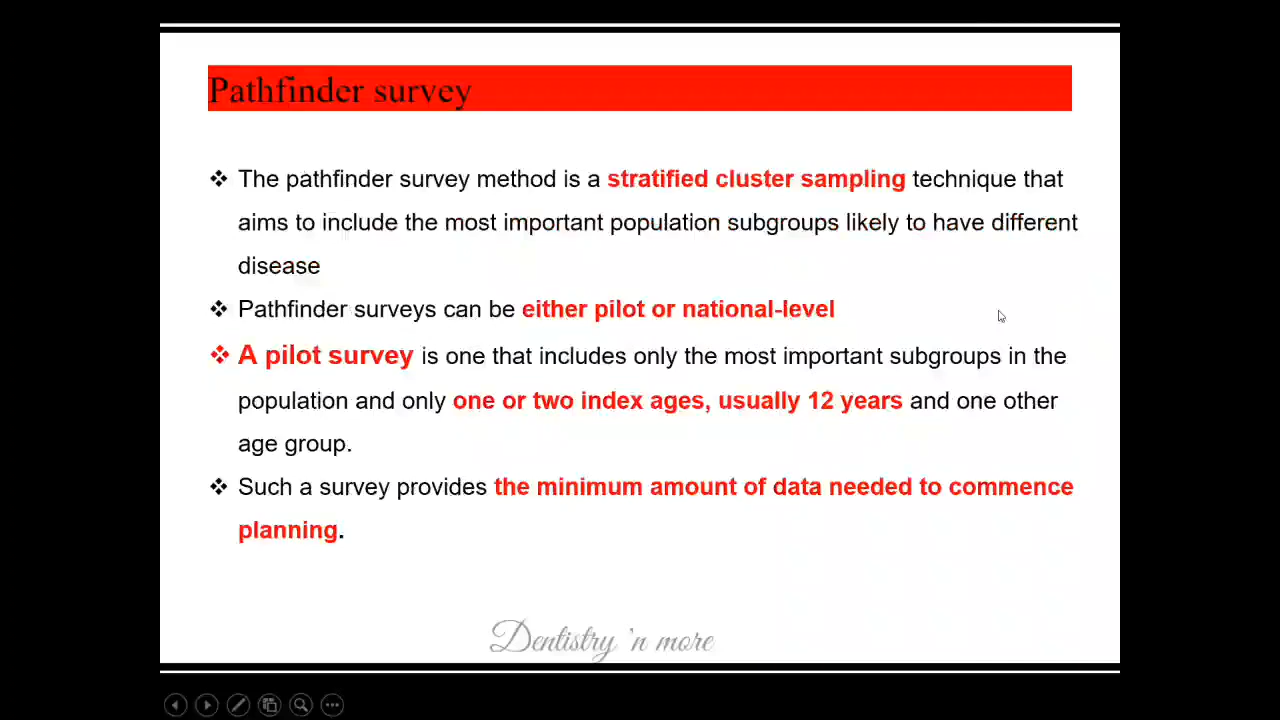 Pathfinder survey
❖ The pathfinder survey method is a stratified cluster sampling technique that
aims to include the most important population subgroups likely to have different
disease
❖ Pathfinder surveys can be either pilot or national-level
❖ A pilot survey is one that includes only the most important subgroups in the
population and only one or two index ages, usually 12 years and one other
age group.
❖ Such a survey provides the minimum amount of data needed to commence
planning.
Dentistry 'n more